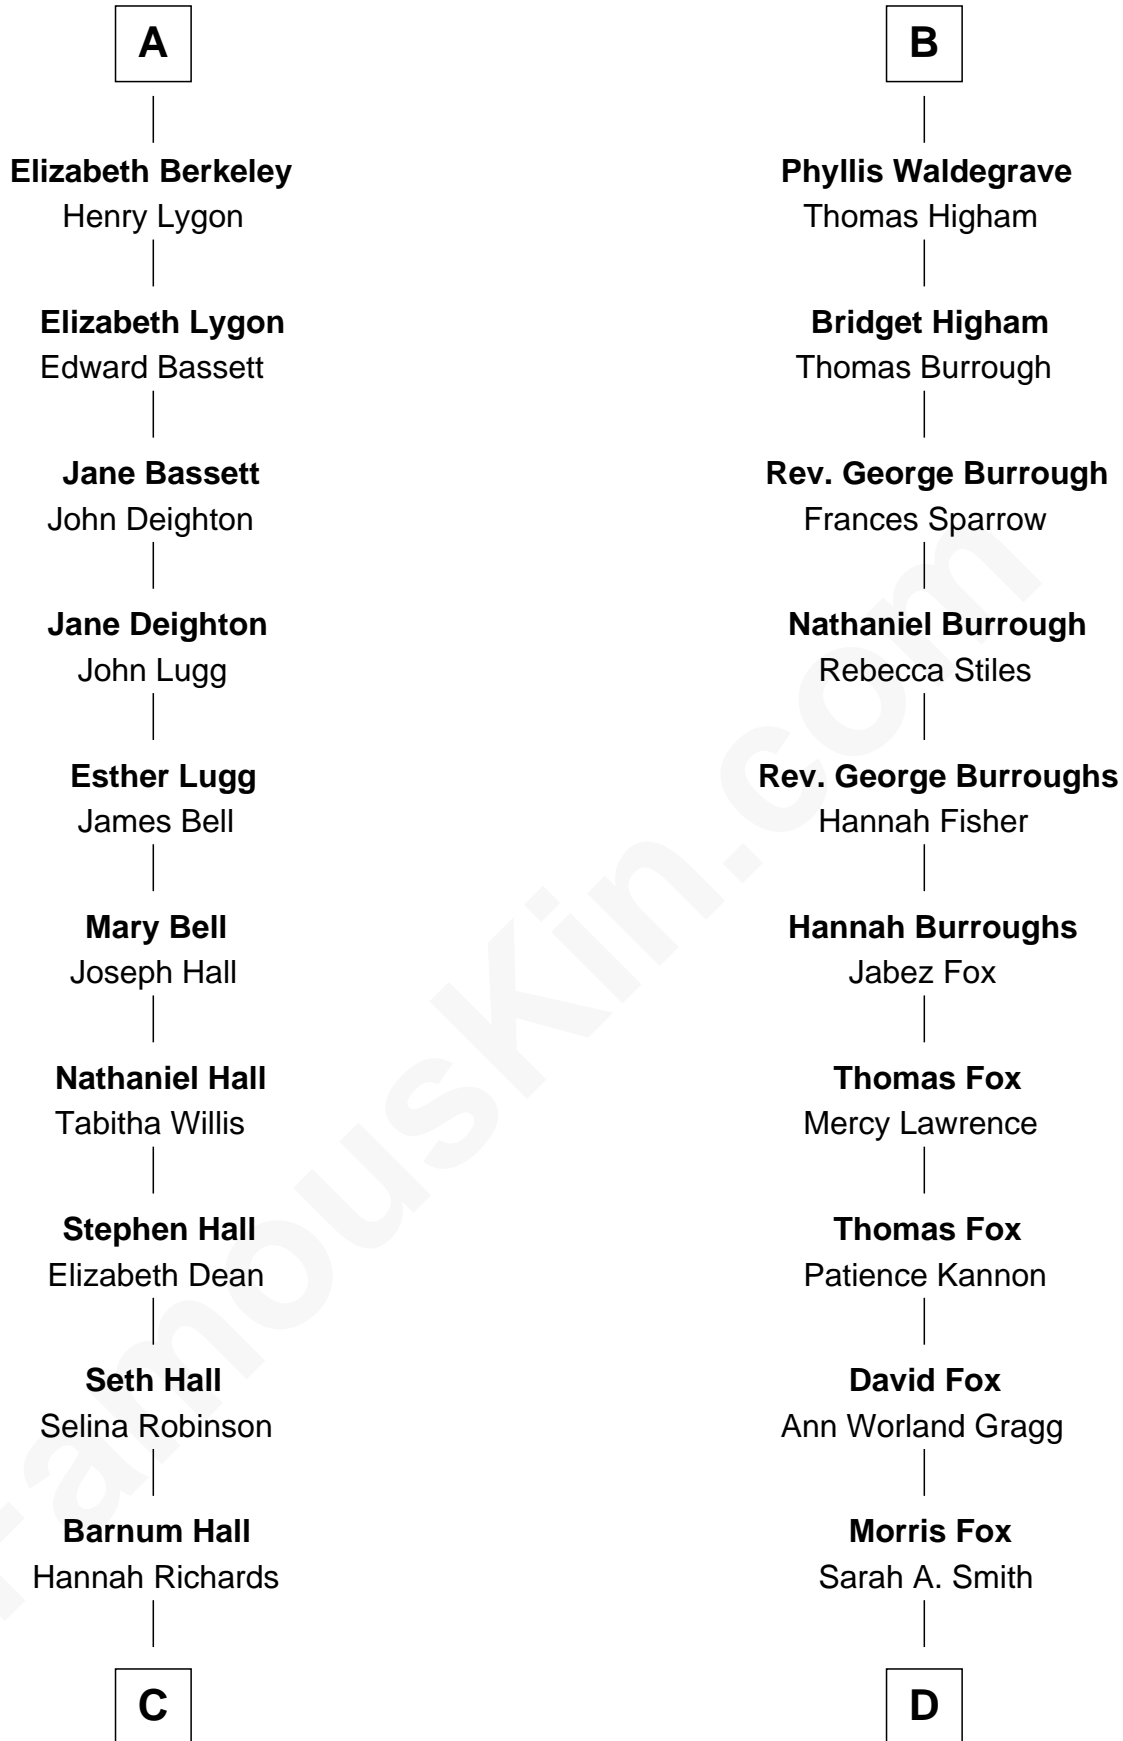 A
Elizabeth Berkeley
Henry Lygon
Elizabeth Lygon
Edward Bassett
Jane Bassett
John Deighton
Jane Deighton
John Lugg
Esther Lugg
James Bell
Mary Bell
Joseph Hall
Nathaniel Hall
Tabitha Willis
Stephen Hall
Elizabeth Dean
Seth Hall
Selina Robinson
Barnum Hall
Hannah Richards
C
B
Phyllis Waldegrave
Thomas Higham
Bridget Higham
Thomas Burrough
Rev. George Burrough
Frances Sparrow
Nathaniel Burrough
Rebecca Stiles
Rev. George Burroughs
Hannah Fisher
Hannah Burroughs
Jabez Fox
Thomas Fox
Mercy Lawrence
Thomas Fox
Patience Kannon
David Fox
Ann Worland Gragg
Morris Fox
Sarah A. Smith
D
FamousKin.com